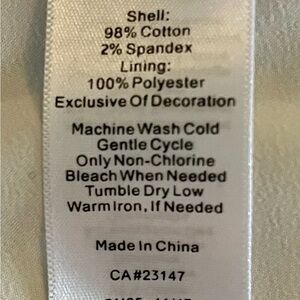 Shell:
98% Cotton
2% Spandex
Lining:
100% Polyester
Exclusive Of Decoration
Machine Wash Cold
Gentle Cycle
Only Non-Chlorine
Bleach When Needed
Tumble Dry Low
Warm Iron, If Needed
Made In China
CA#23147